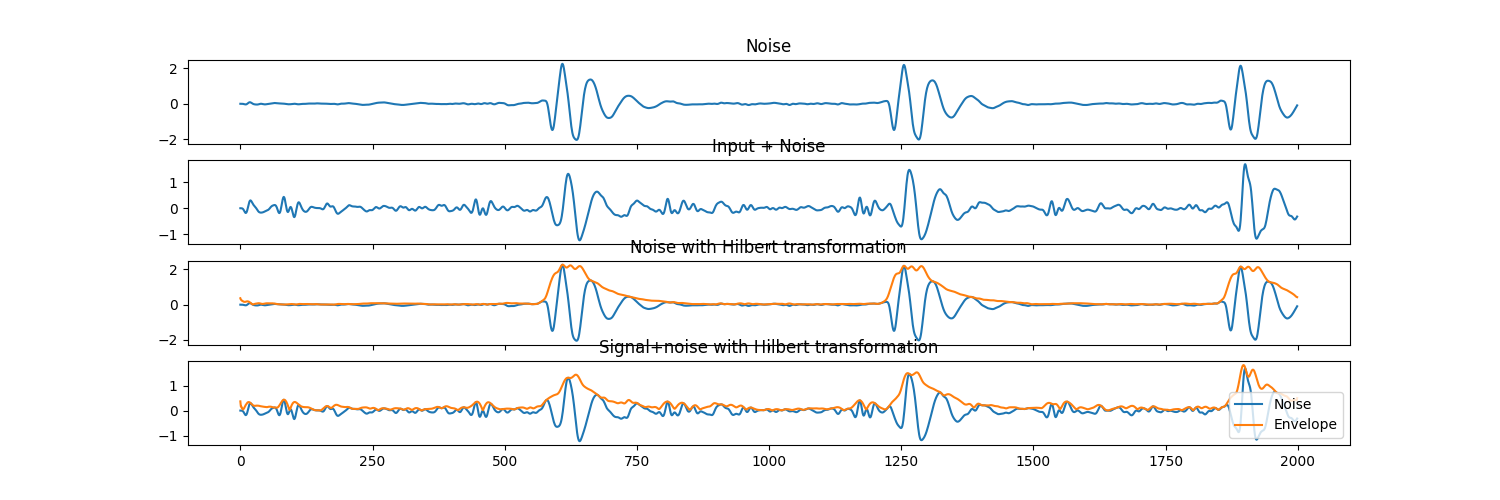 Noise
2
0
−2
Input + Noise
1
0
−1
Noise with Hilbert transformation
2
0
−2
Signal+noise with Hilbert transformation
1
0
−1
Noise
Envelope
0 250 500 750 1000 1250 1500 1750 2000